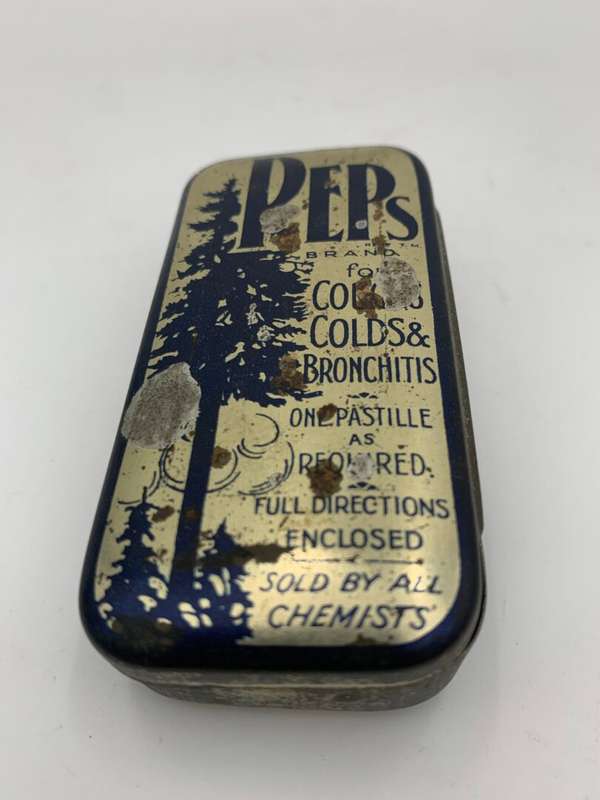 PEPS
BRAND
for
COLDS&
BRONCHITIS
ONE PASTILLE
AS
REQUIRED.
FULL DIRECTIONS
ENCLOSED
SOLD BY ALL
CHEMISTS